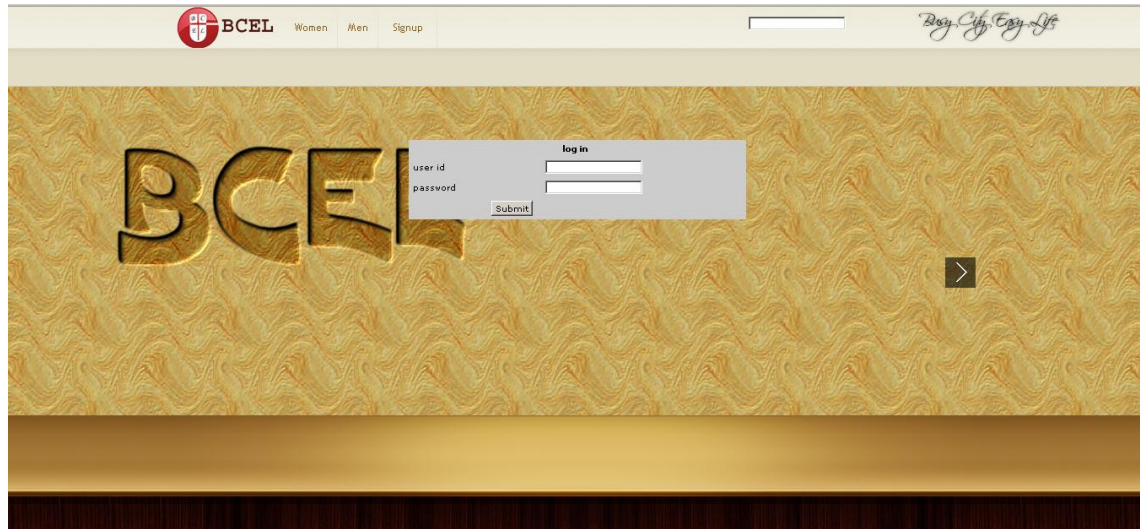 BCEL Women Men Signup Busy City Easy Life
BCEL
log in
user id
password
Submit